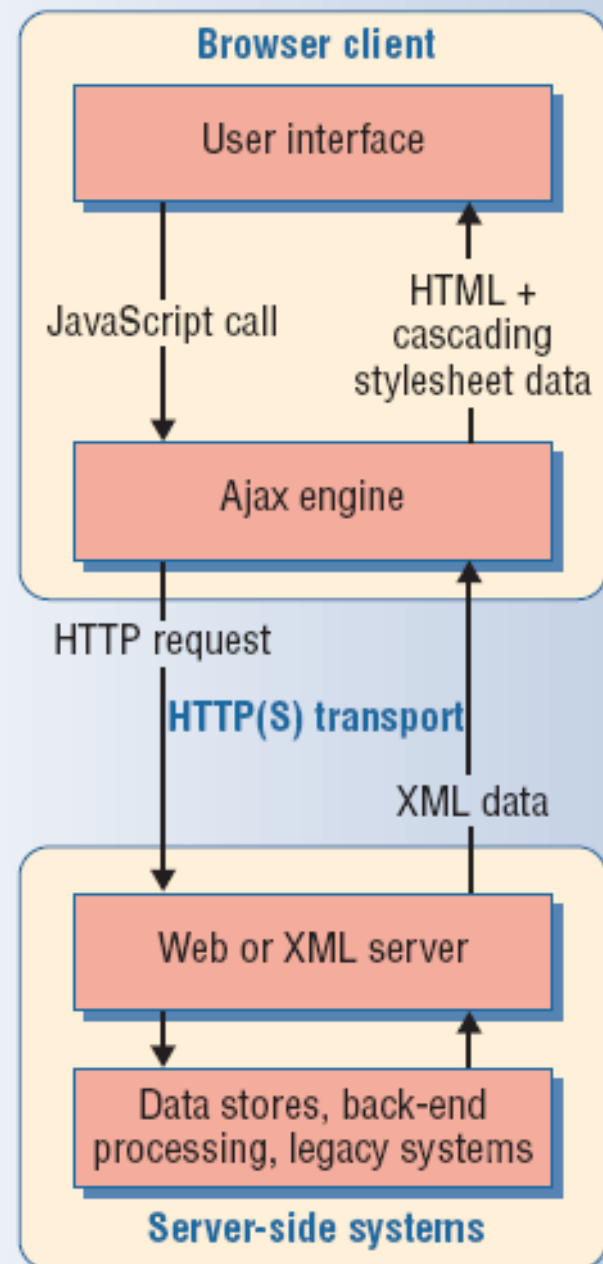 Browser client
User interface
JavaScript call
HTML +
cascading
stylesheet data
Ajax engine
HTTP request
HTTP(S) transport
XML data
Web or XML server
Data stores, back-end
processing, legacy systems
Server-side systems